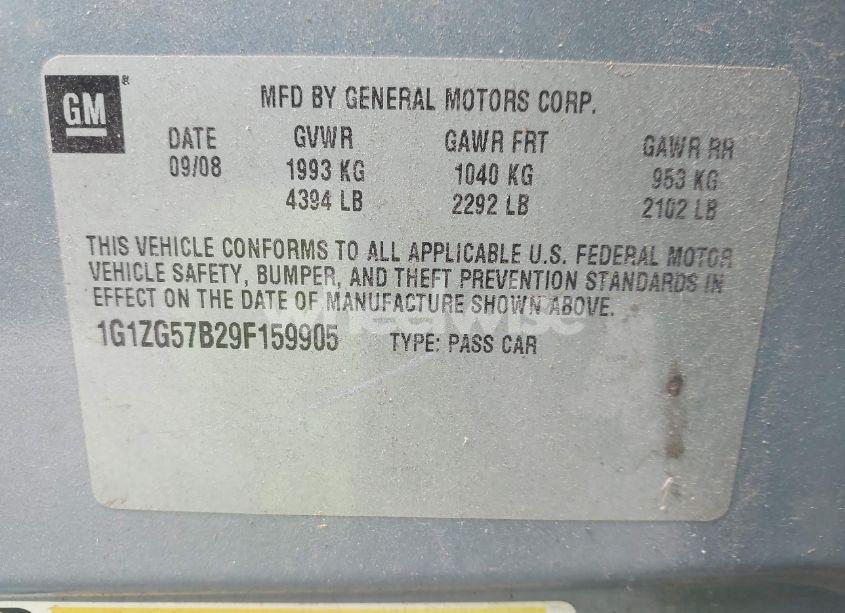 GM ®
MFD BY GENERAL MOTORS CORP.
DATE GVWR GAWR FRT GAWR RR
09/08 1993 KG 1040 KG 953 KG
4394 LB 2292 LB 2102 LB
THIS VEHICLE CONFORMS TO ALL APPLICABLE U.S. FEDERAL MOTOR
VEHICLE SAFETY, BUMPER, AND THEFT PREVENTION STANDARDS IN
EFFECT ON THE DATE OF MANUFACTURE SHOWN ABOVE.
1G1ZG57B29F159905 TYPE: PASS CAR
wheelwise